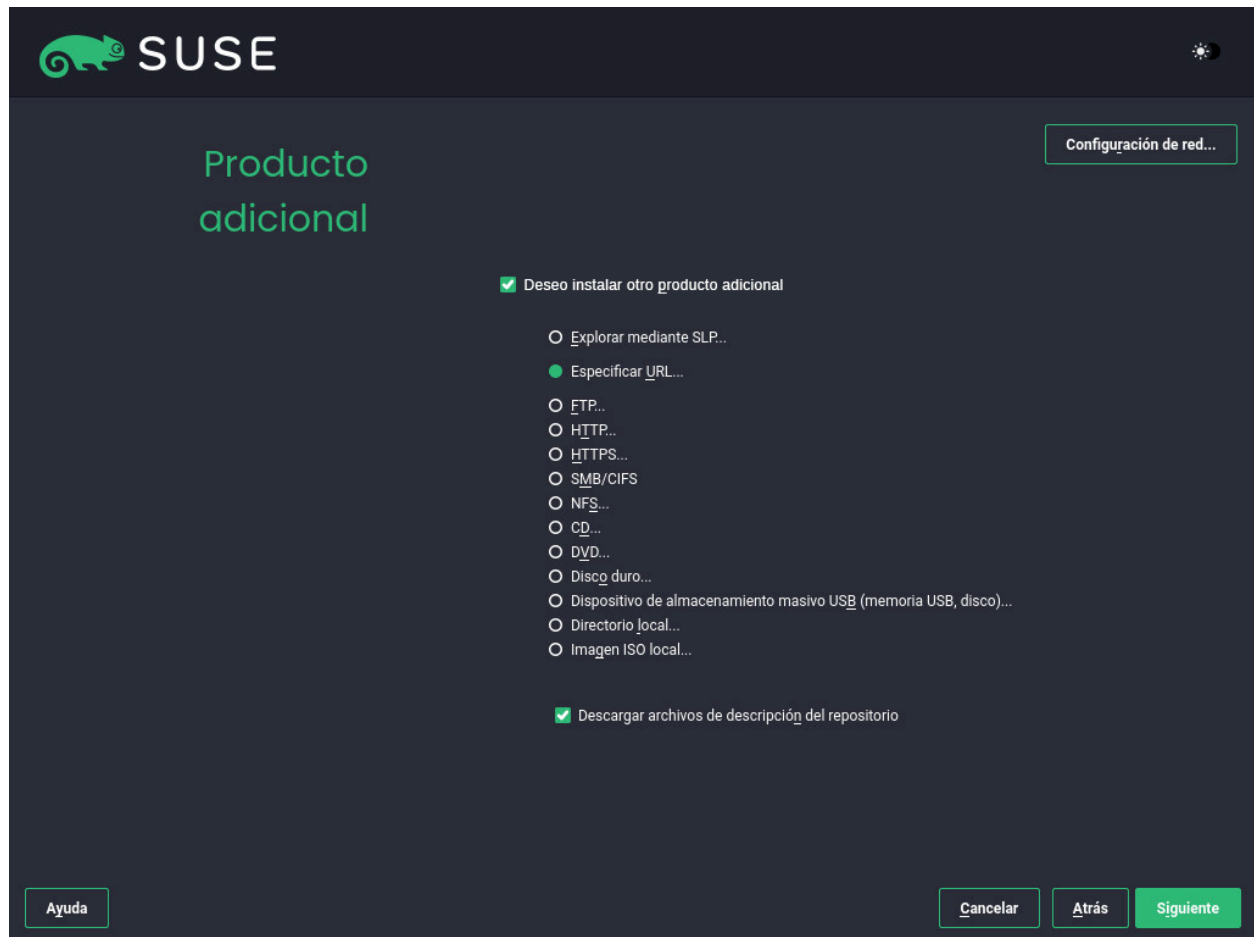 SUSE
Configuración de red...
Producto
adicional
Deseo instalar otro producto adicional
Explorar mediante SLP...
Especificar URL...
FTP...
HTTP...
HTTPS...
SMB/CIFS
NFS...
CD...
DVD...
Disco duro...
Dispositivo de almacenamiento masivo USB (memoria USB, disco)...
Directorio local...
Imagen ISO local...
Descargar archivos de descripción del repositorio
Ayuda
Cancelar
Atrás
Siguiente